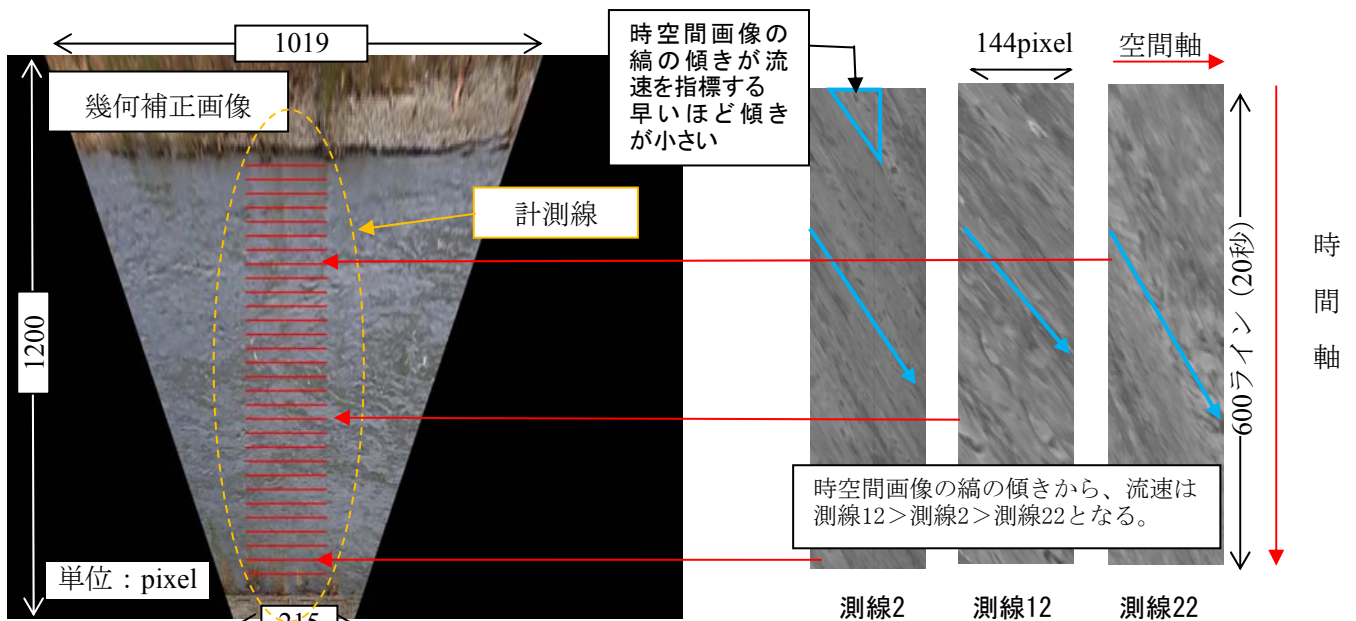 1019
幾何補正画像
計測線
1200
単位：pixel
215
時空間画像の
縞の傾きが流
速を指標する
早いほど傾き
が小さい
144pixel
空間軸
600ライン（20秒）
時間軸
時空間画像の縞の傾きから、流速は
測線12＞測線2＞測線22となる。
測線2
測線12
測線22